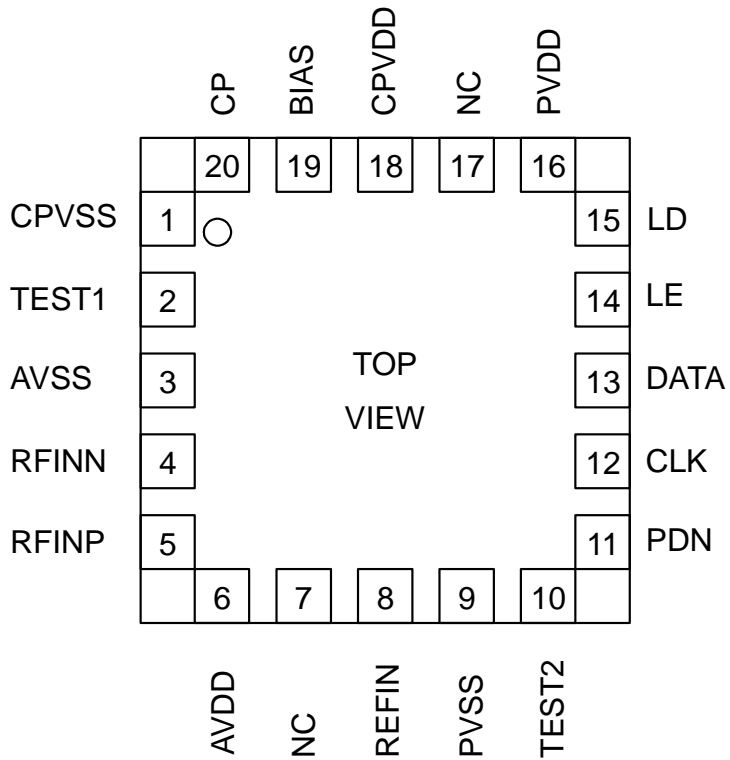 CP BIAS CPVDD NC PVDD
20 19 18 17 16
CPVSS 1 15 LD
TEST1 2 14 LE
AVSS 3 TOP 13 DATA
VIEW
RFINN 4 12 CLK
RFINP 5 11 PDN
6 7 8 9 10
AVDD NC REFIN PVSS TEST2